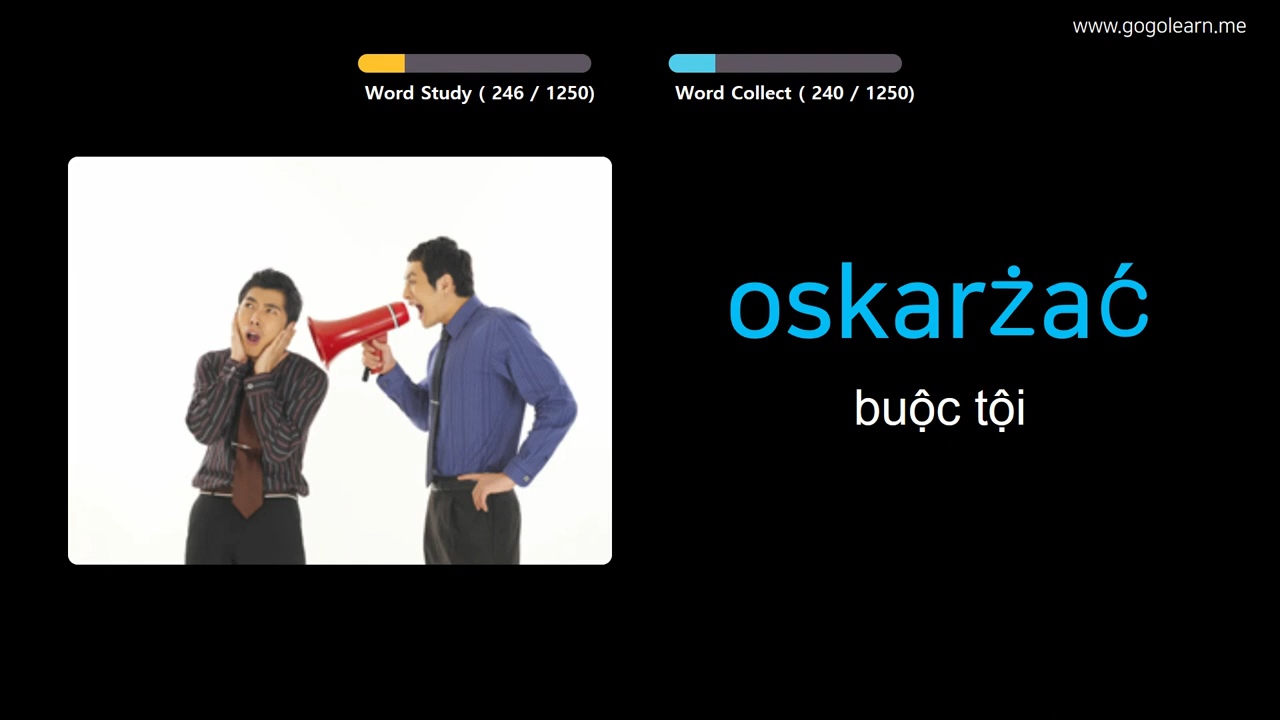 www.gogolearn.me
Word Study ( 246 / 1250)
Word Collect ( 240 / 1250)
oskarżać
buộc tội